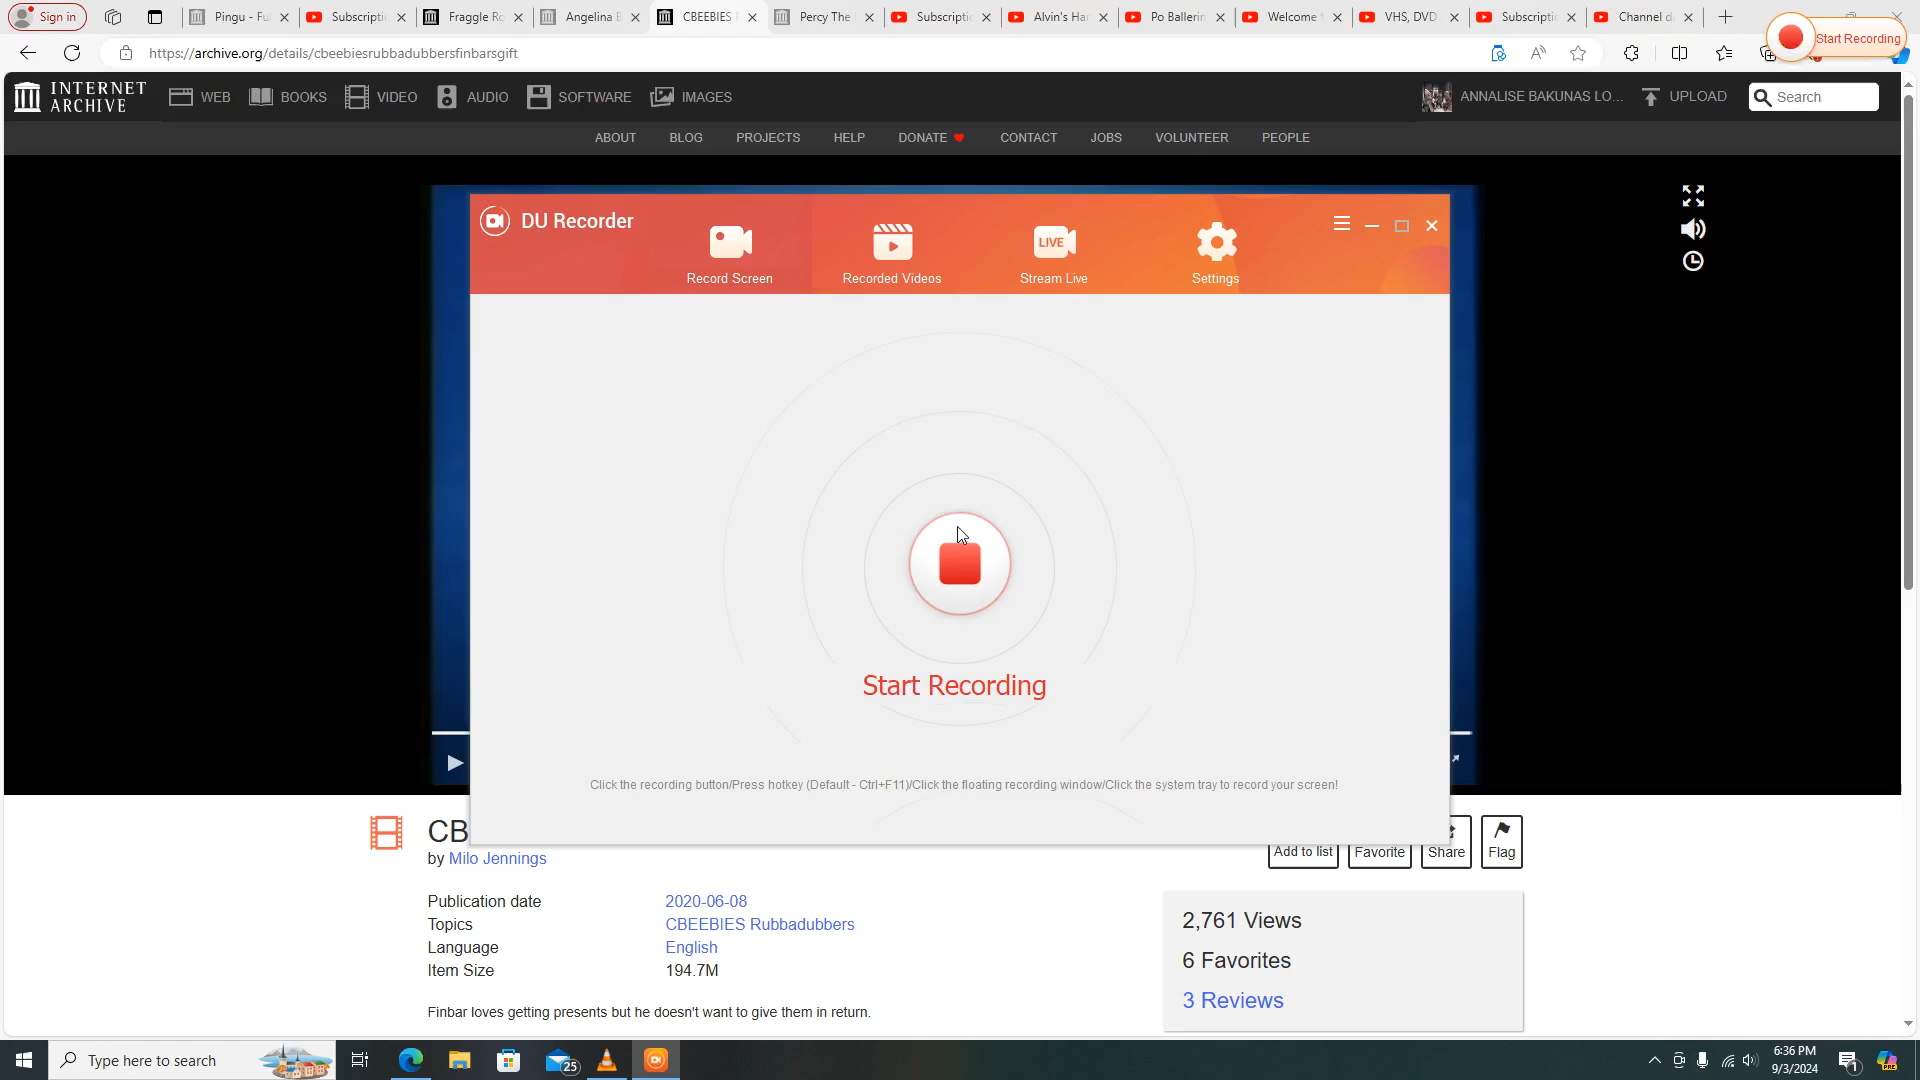 Sign in
Pingu - Fu
Subscriptio
Fraggle Ro
Angelina B
CBEEBIES
Percy The
Subscriptio
Alvin's Ha
Po Ballerin
Welcome
VHS, DVD
Subscriptio
Channel d
Start Recording
https://archive.org/details/cbeebiesrubbadubbersfinbarsgift
INTERNET ARCHIVE
WEB
BOOKS
VIDEO
AUDIO
SOFTWARE
IMAGES
ANNALISE BAKUNAS LO...
UPLOAD
Search
ABOUT
BLOG
PROJECTS
HELP
DONATE
CONTACT
JOBS
VOLUNTEER
PEOPLE
DU Recorder
Record Screen
Recorded Videos
LIVE
Stream Live
Settings
Start Recording
Click the recording button/Press hotkey (Default - Ctrl+F11)/Click the floating recording window/Click the system tray to record your screen!
CB
by Milo Jennings
Add to list
Favorite
Share
Flag
Publication date 2020-06-08
Topics CBEEBIES Rubbadubbers
Language English
Item Size 194.7M
2,761 Views
6 Favorites
3 Reviews
Finbar loves getting presents but he doesn't want to give them in return.
Type here to search
25
6:36 PM
9/3/2024
1
PRE